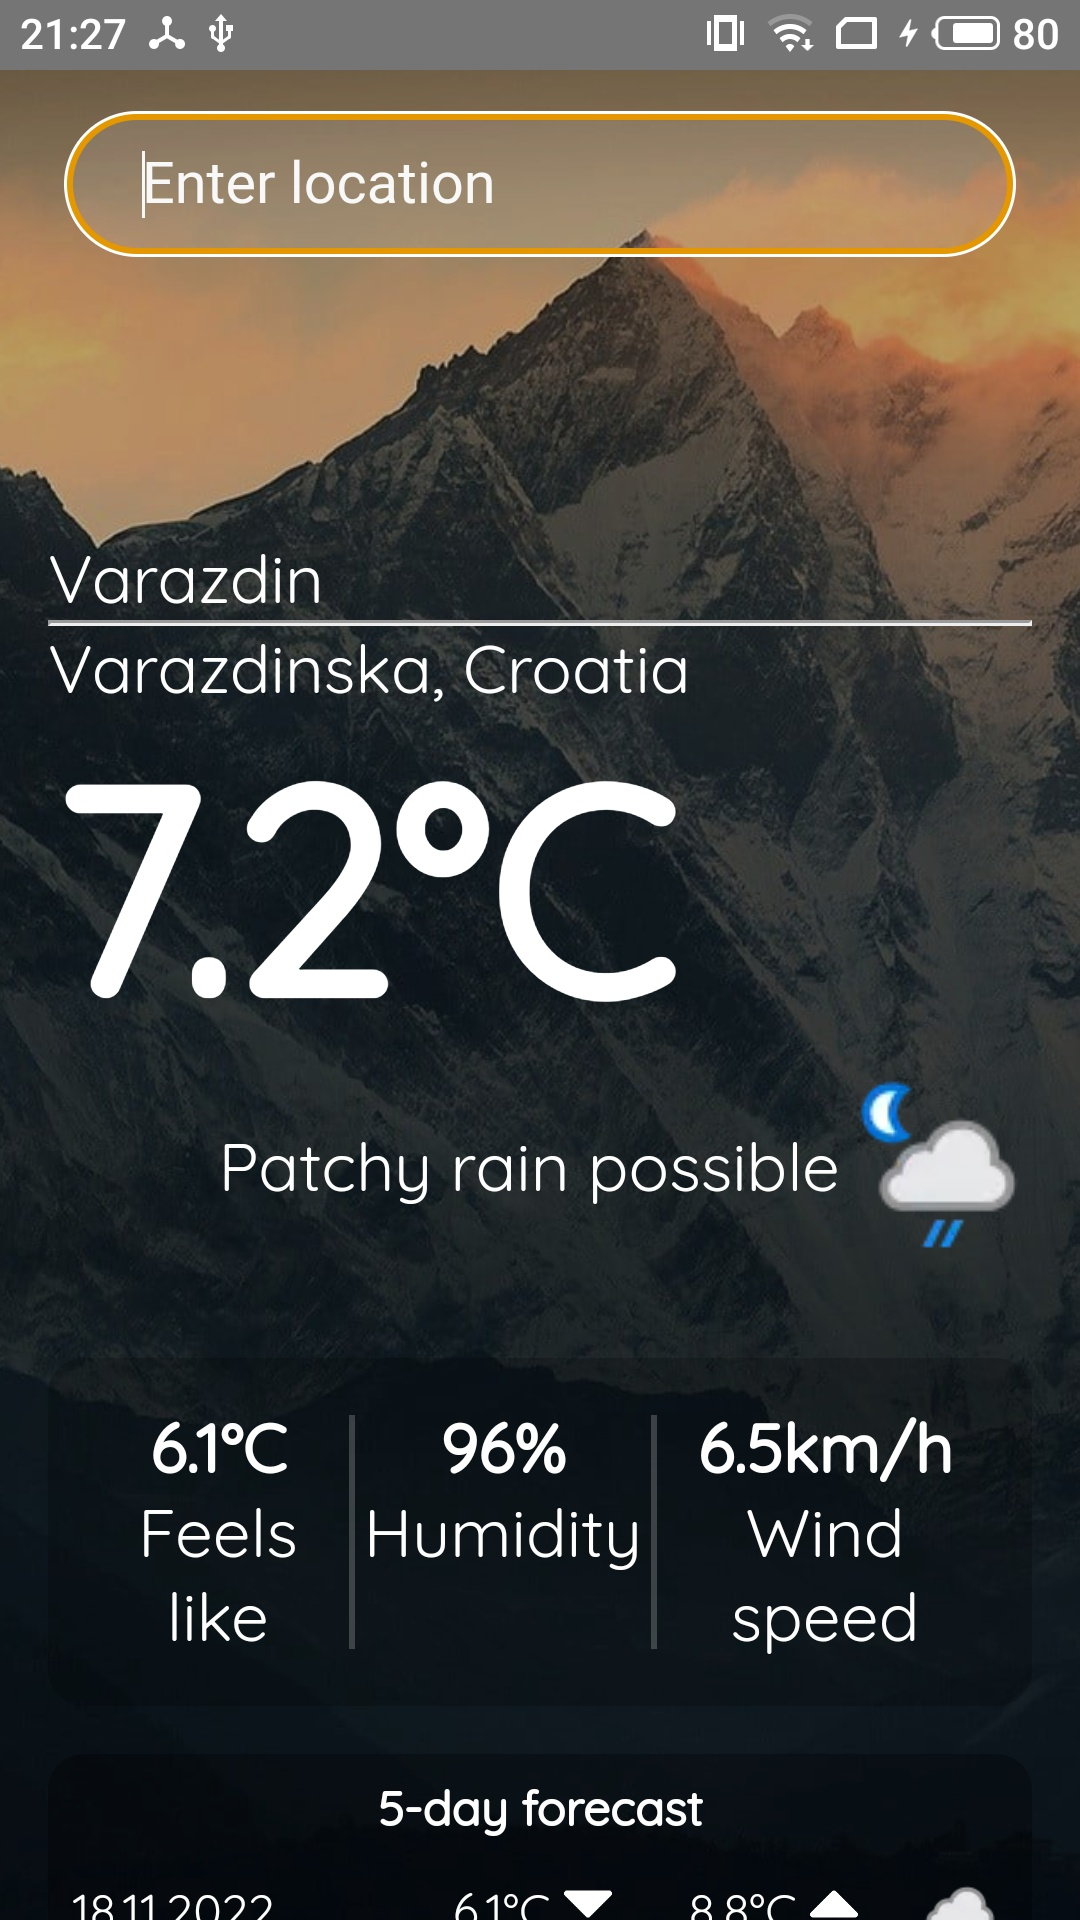 21:27 80
Enter location
Varazdin
Varazdinska, Croatia
7.2°C
Patchy rain possible
6.1°C 96% 6.5km/h
Feels like Humidity Wind speed
5-day forecast
18.11.2022 6.1°C 8.8°C